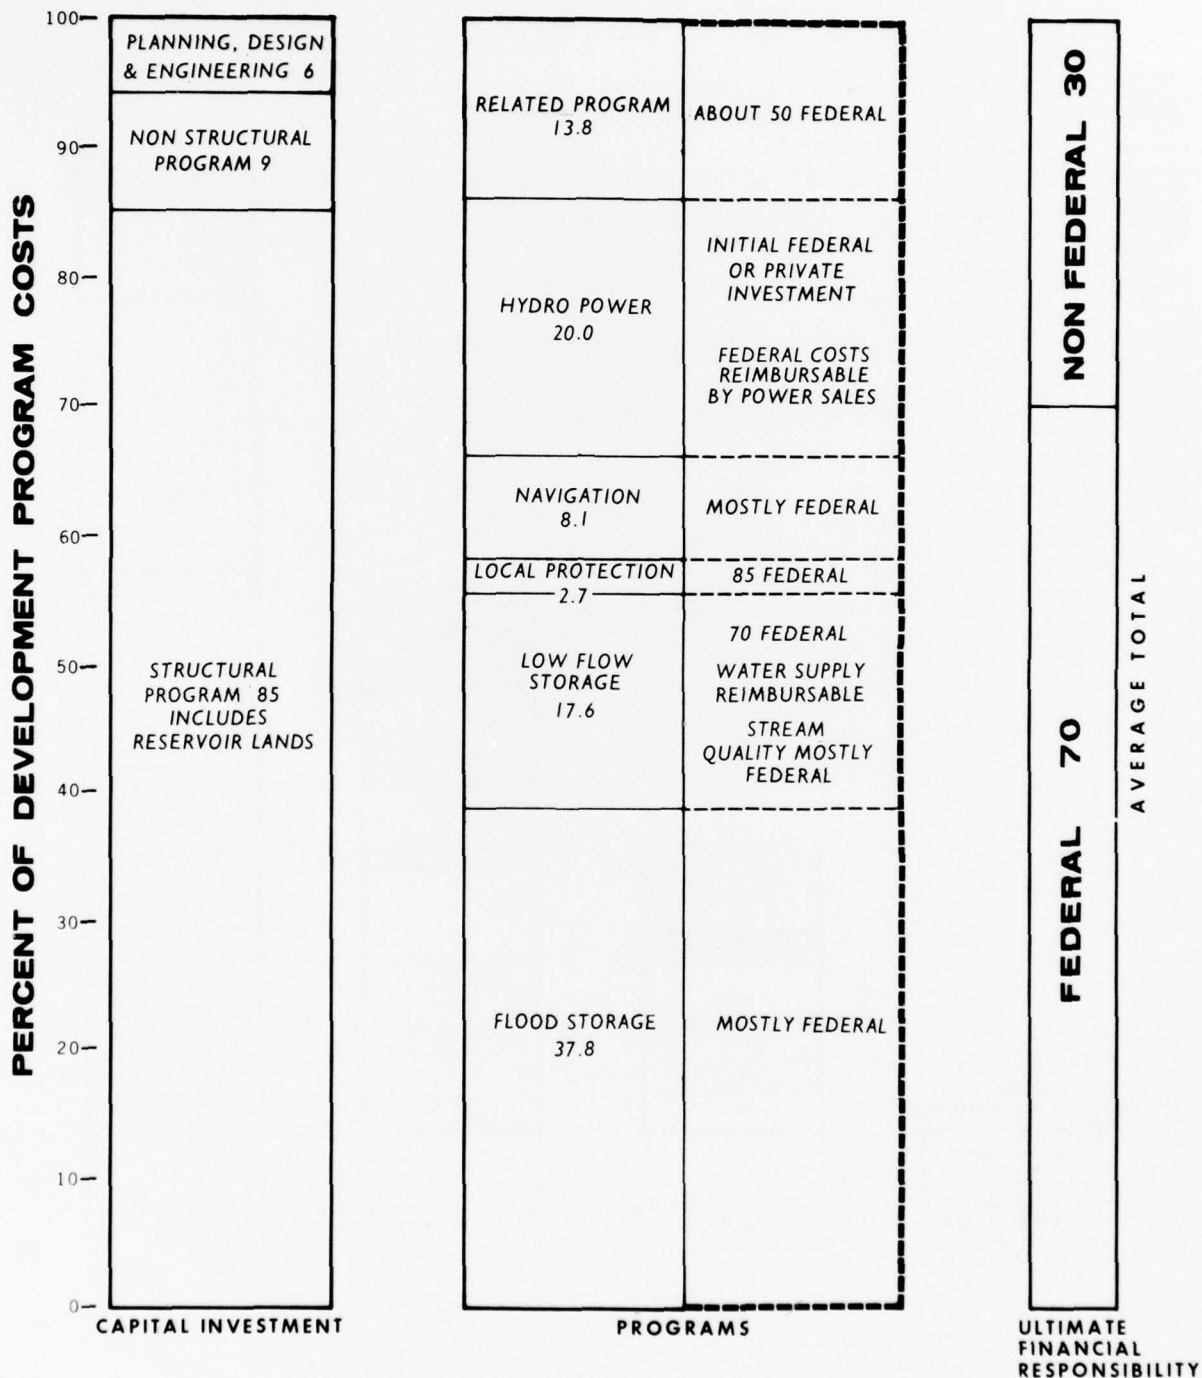 PERCENT OF DEVELOPMENT PROGRAM COSTS
100
90
80
70
60
50
40
30
20
10
0
PLANNING, DESIGN
& ENGINEERING 6
NON STRUCTURAL
PROGRAM 9
STRUCTURAL
PROGRAM 85
INCLUDES
RESERVOIR LANDS
CAPITAL INVESTMENT
RELATED PROGRAM
13.8
HYDRO POWER
20.0
NAVIGATION
8.1
LOCAL PROTECTION
2.7
LOW FLOW
STORAGE
17.6
FLOOD STORAGE
37.8
ABOUT 50 FEDERAL
INITIAL FEDERAL
OR PRIVATE
INVESTMENT
FEDERAL COSTS
REIMBURSABLE
BY POWER SALES
MOSTLY FEDERAL
85 FEDERAL
70 FEDERAL
WATER SUPPLY
REIMBURSABLE
STREAM
QUALITY MOSTLY
FEDERAL
MOSTLY FEDERAL
PROGRAMS
NON FEDERAL 30
FEDERAL 70
AVERAGE TOTAL
ULTIMATE
FINANCIAL
RESPONSIBILITY